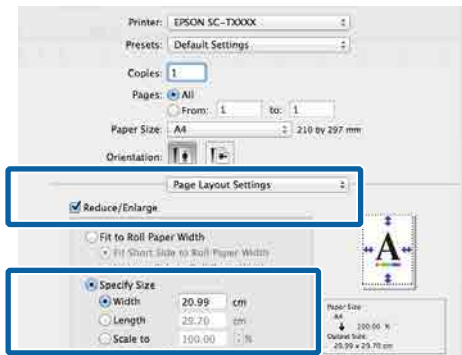 Printer: EPSON SC-TXXXX
Presets: Default Settings
Copies: 1
Pages: All
From: 1 to: 1
Paper Size: A4 210 by 297 mm
Orientation:
Page Layout Settings
Reduce/Enlarge
Fit to Roll Paper Width
Fit Short Side to Roll Paper Width
Specify Size
Width 20.99 cm
Length 29.70 cm
Scale to 100.00 %
A
Paper Size:
A4
100.00 %
Output Size:
20.99 x 29.70 cm